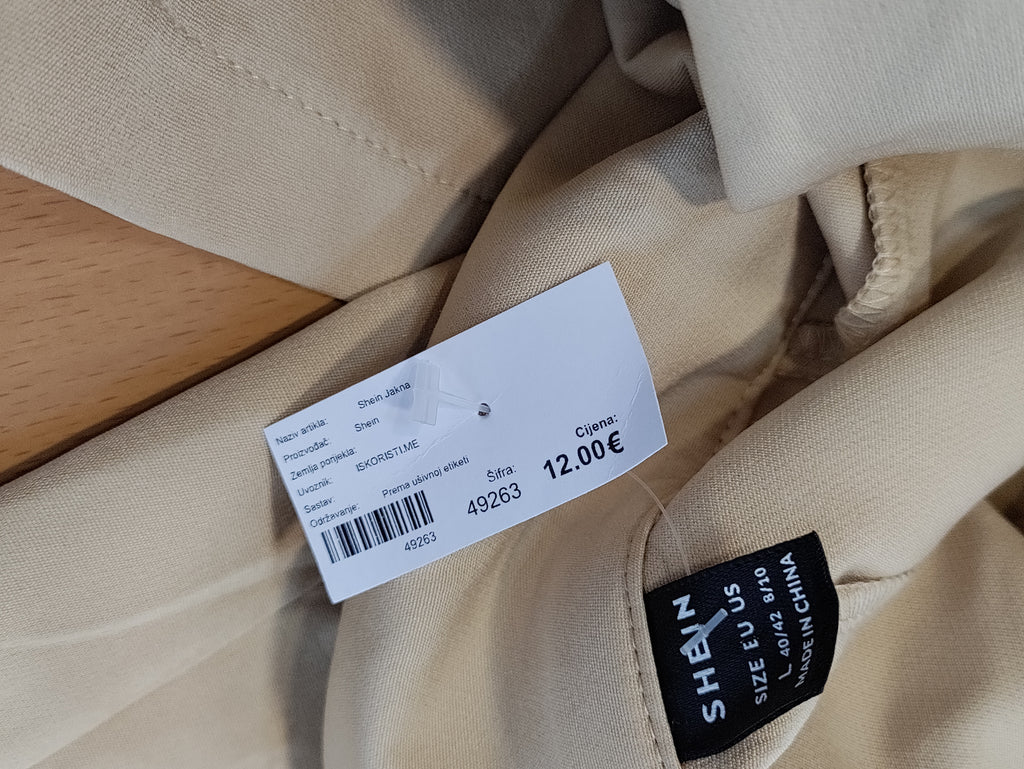 Naziv artikla: Shein Jakna
Proizvođač: Shein
Zemlja porijekla:
Uvoznik: ISKORISTI.ME
Sastav:
Održavanje: Prema ušivnoj etiketi
49263
Šifra:
49263
Cijena:
12.00€
SHEIN
SIZE EU US
L 40/42 8/10
MADE IN CHINA